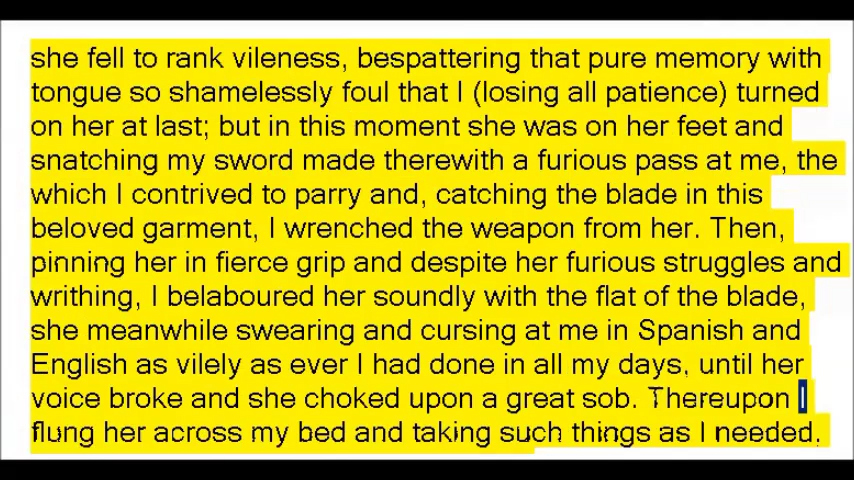 she fell to rank vileness, bespattering that pure memory with
tongue so shamelessly foul that I (losing all patience) turned
on her at last; but in this moment she was on her feet and
snatching my sword made therewith a furious pass at me, the
which I contrived to parry and, catching the blade in this
beloved garment, I wrenched the weapon from her. Then,
pinning her in fierce grip and despite her furious struggles and
writhing, I belaboured her soundly with the flat of the blade,
she meanwhile swearing and cursing at me in Spanish and
English as vilely as ever I had done in all my days, until her
voice broke and she choked upon a great sob. Thereupon I
flung her across my bed and taking such things as I needed.